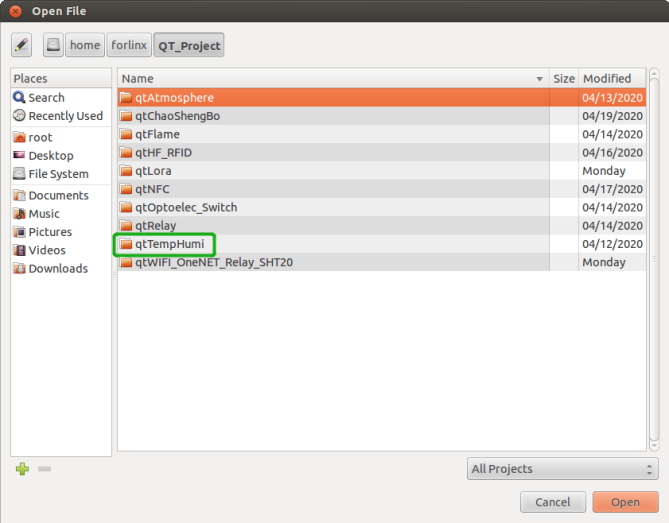 Open File
home forlinx QT_Project
Places Name Size Modified
Search qtAtmosphere 04/13/2020
Recently Used qtChaoShengBo 04/19/2020
root qtFlame 04/14/2020
Desktop qtHF_RFID 04/16/2020
File System qtLora Monday
Documents qtNFC 04/17/2020
Music qtOptoelec_Switch 04/14/2020
Pictures qtRelay 04/14/2020
Videos qtTempHumi 04/12/2020
Downloads qtWIFI_OneNET_Relay_SHT20 Monday
All Projects
Cancel Open